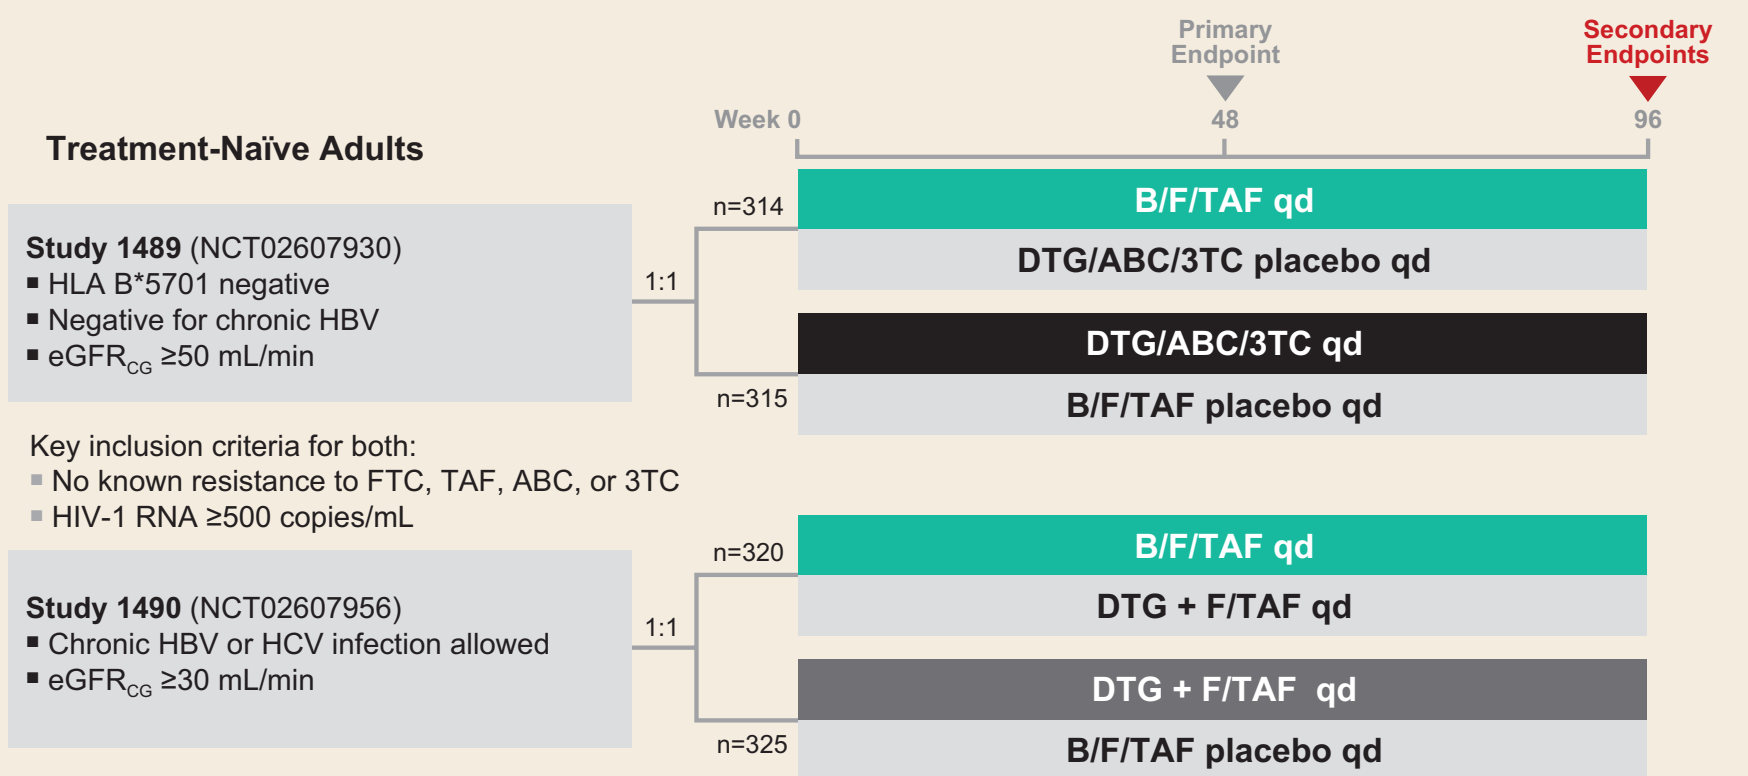 Primary
Endpoint
Secondary
Endpoints
Week 0
48
96
Treatment-Naïve Adults
Study 1489 (NCT02607930)
▪ HLA B*5701 negative
▪ Negative for chronic HBV
▪ eGFRCG ≥50 mL/min
1:1
n=314
B/F/TAF qd
DTG/ABC/3TC placebo qd
n=315
DTG/ABC/3TC qd
B/F/TAF placebo qd
Key inclusion criteria for both:
▪ No known resistance to FTC, TAF, ABC, or 3TC
▪ HIV-1 RNA ≥500 copies/mL
Study 1490 (NCT02607956)
▪ Chronic HBV or HCV infection allowed
▪ eGFRCG ≥30 mL/min
1:1
n=320
B/F/TAF qd
DTG + F/TAF qd
n=325
DTG + F/TAF qd
B/F/TAF placebo qd